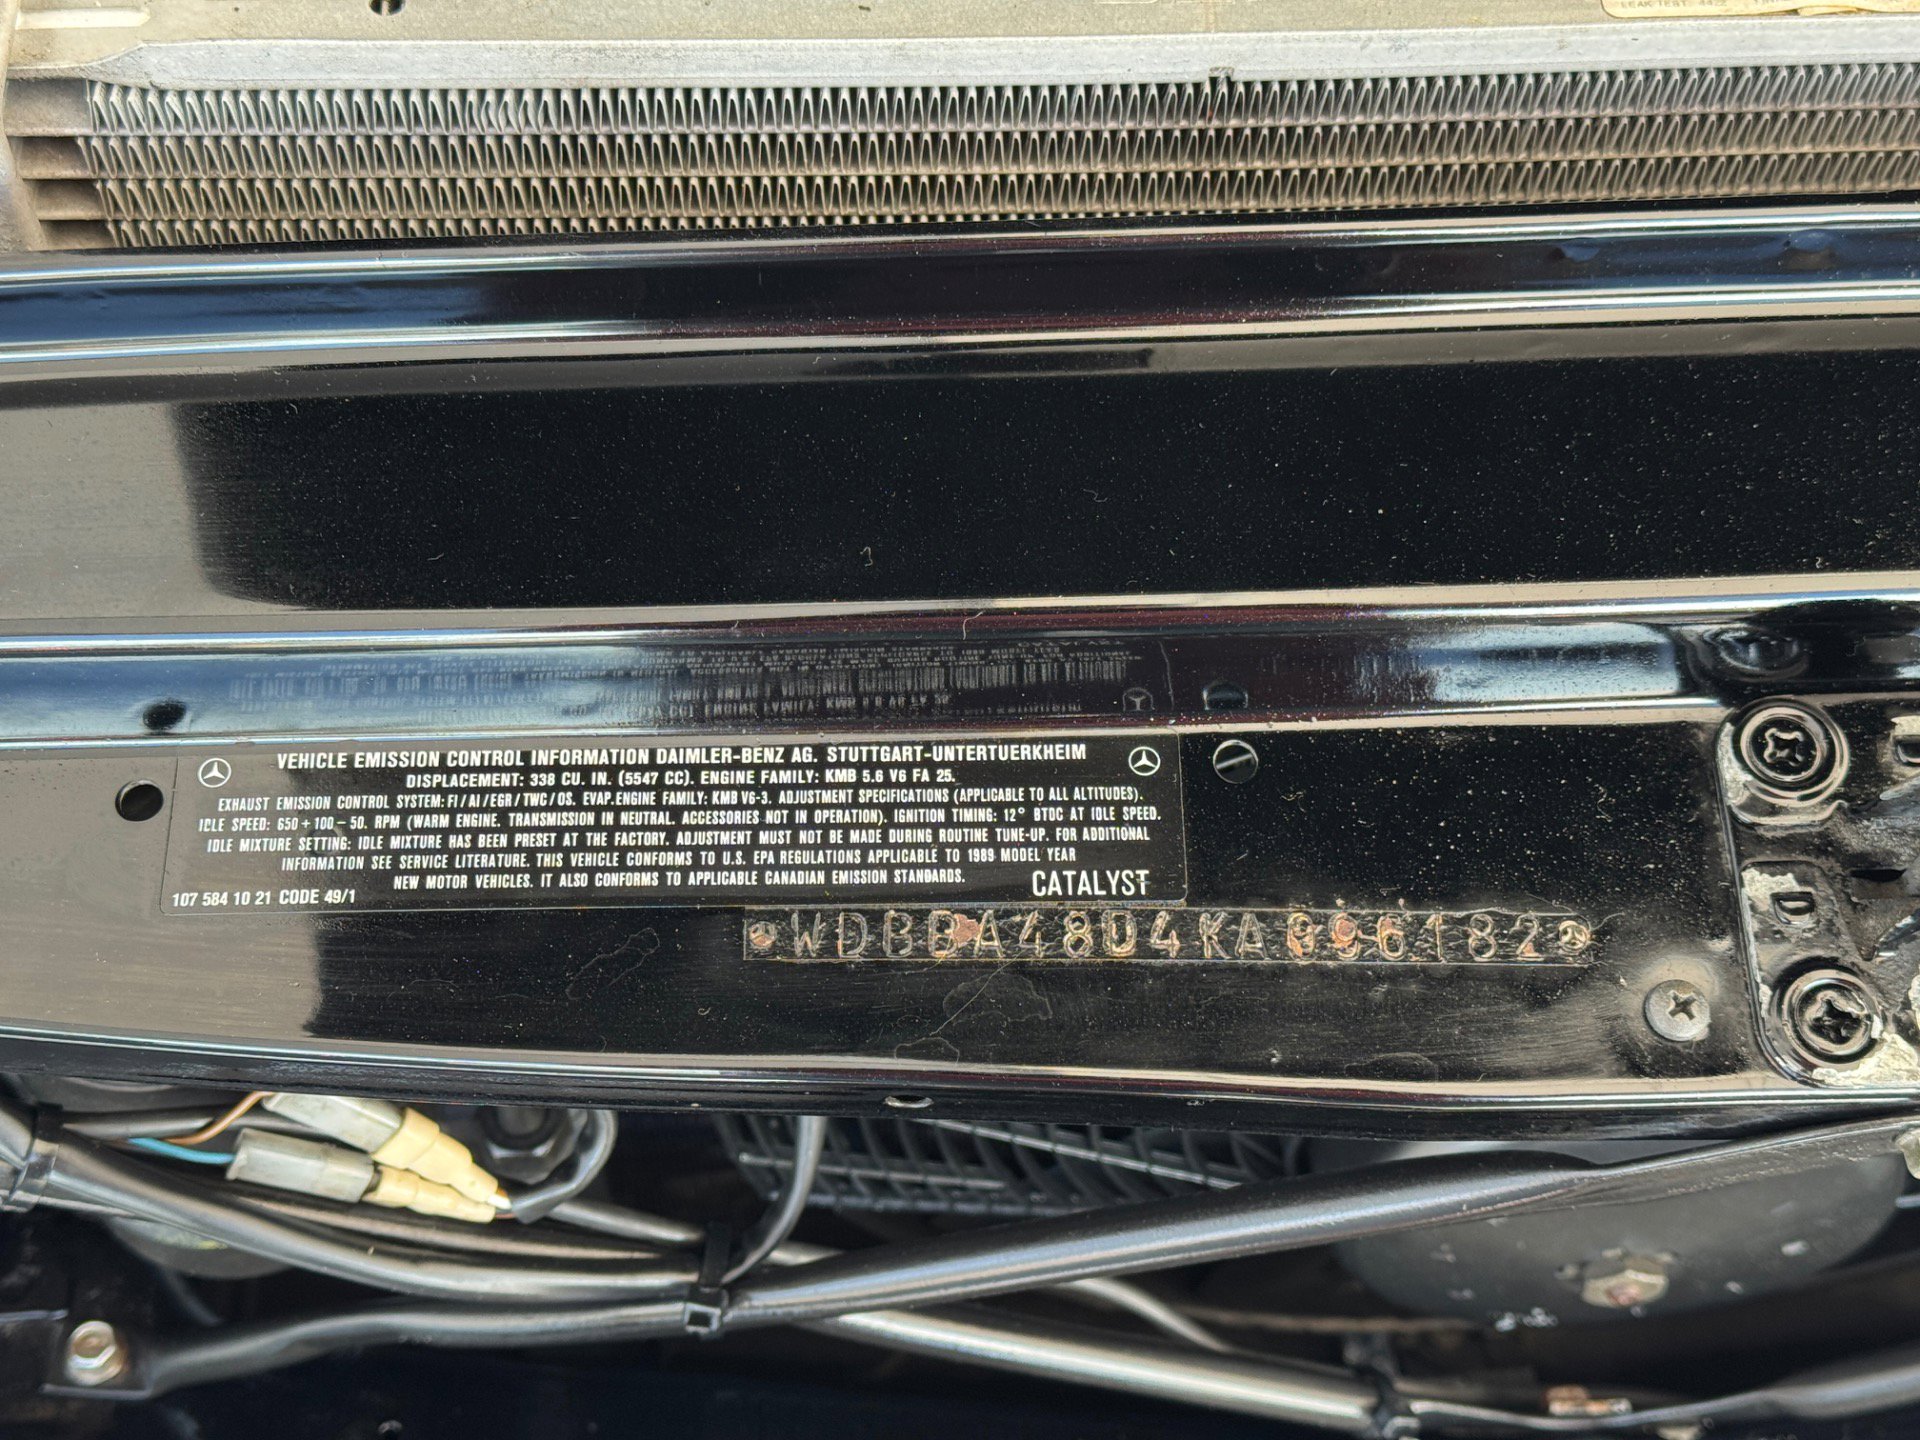 LEAK TEST: 4422
VEHICLE EMISSION CONTROL INFORMATION DAIMLER-BENZ AG. STUTTGART-UNTERTUERKHEIM
DISPLACEMENT: 338 CU. IN. (5547 CC). ENGINE FAMILY: KMB 5.6 V6 FA 25.
EXHAUST EMISSION CONTROL SYSTEM: FI/AI/EGR/TWC/OS. EVAP.ENGINE FAMILY: KMB V6-3. ADJUSTMENT SPECIFICATIONS (APPLICABLE TO ALL ALTITUDES).
IDLE SPEED: 650+100-50. RPM (WARM ENGINE. TRANSMISSION IN NEUTRAL. ACCESSORIES NOT IN OPERATION). IGNITION TIMING: 12° BTDC AT IDLE SPEED.
IDLE MIXTURE SETTING: IDLE MIXTURE HAS BEEN PRESET AT THE FACTORY. ADJUSTMENT MUST NOT BE MADE DURING ROUTINE TUNE-UP. FOR ADDITIONAL
INFORMATION SEE SERVICE LITERATURE. THIS VEHICLE CONFORMS TO U.S. EPA REGULATIONS APPLICABLE TO 1989 MODEL YEAR
NEW MOTOR VEHICLES. IT ALSO CONFORMS TO APPLICABLE CANADIAN EMISSION STANDARDS.
CATALYST
107 584 10 21 CODE 49/1
WDBBA48D4KA096182
D